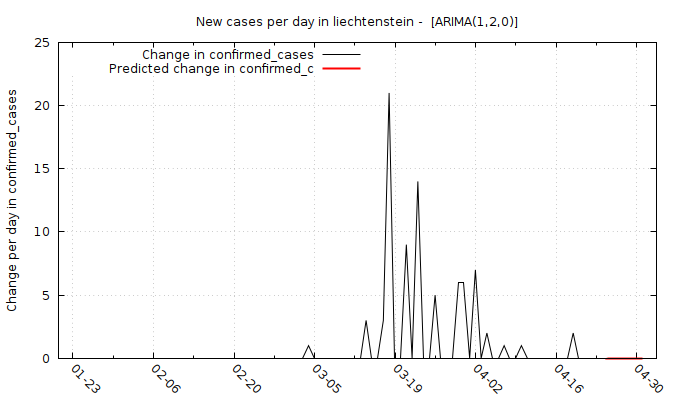 New cases per day in liechtenstein -  [ARIMA(1,2,0)]
Change in confirmed_cases
Predicted change in confirmed_c
Change per day in confirmed_cases
25
20
15
10
5
0
01-23 02-06 02-20 03-05 03-19 04-02 04-16 04-30